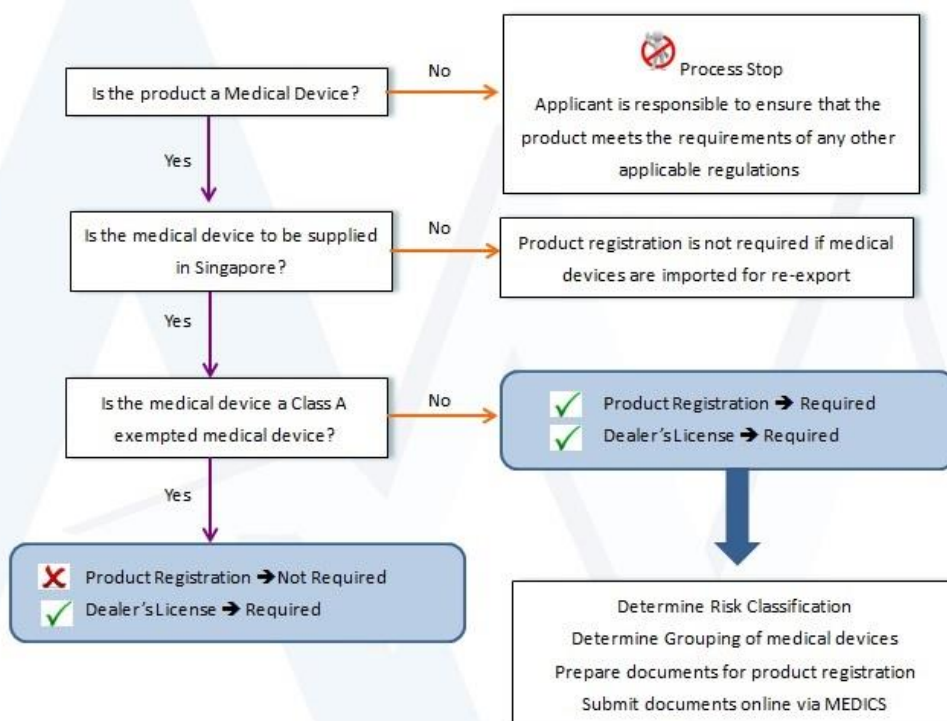 Is the product a Medical Device?
No
Process Stop
Applicant is responsible to ensure that the
product meets the requirements of any other
applicable regulations
Yes
Is the medical device to be supplied
in Singapore?
No
Product registration is not required if medical
devices are imported for re-export
Yes
Is the medical device a Class A
exempted medical device?
No
Product Registration ➔ Required
Dealer's License ➔ Required
Yes
Product Registration ➔Not Required
Dealer's License ➔ Required
Determine Risk Classification
Determine Grouping of medical devices
Prepare documents for product registration
Submit documents online via MEDICS